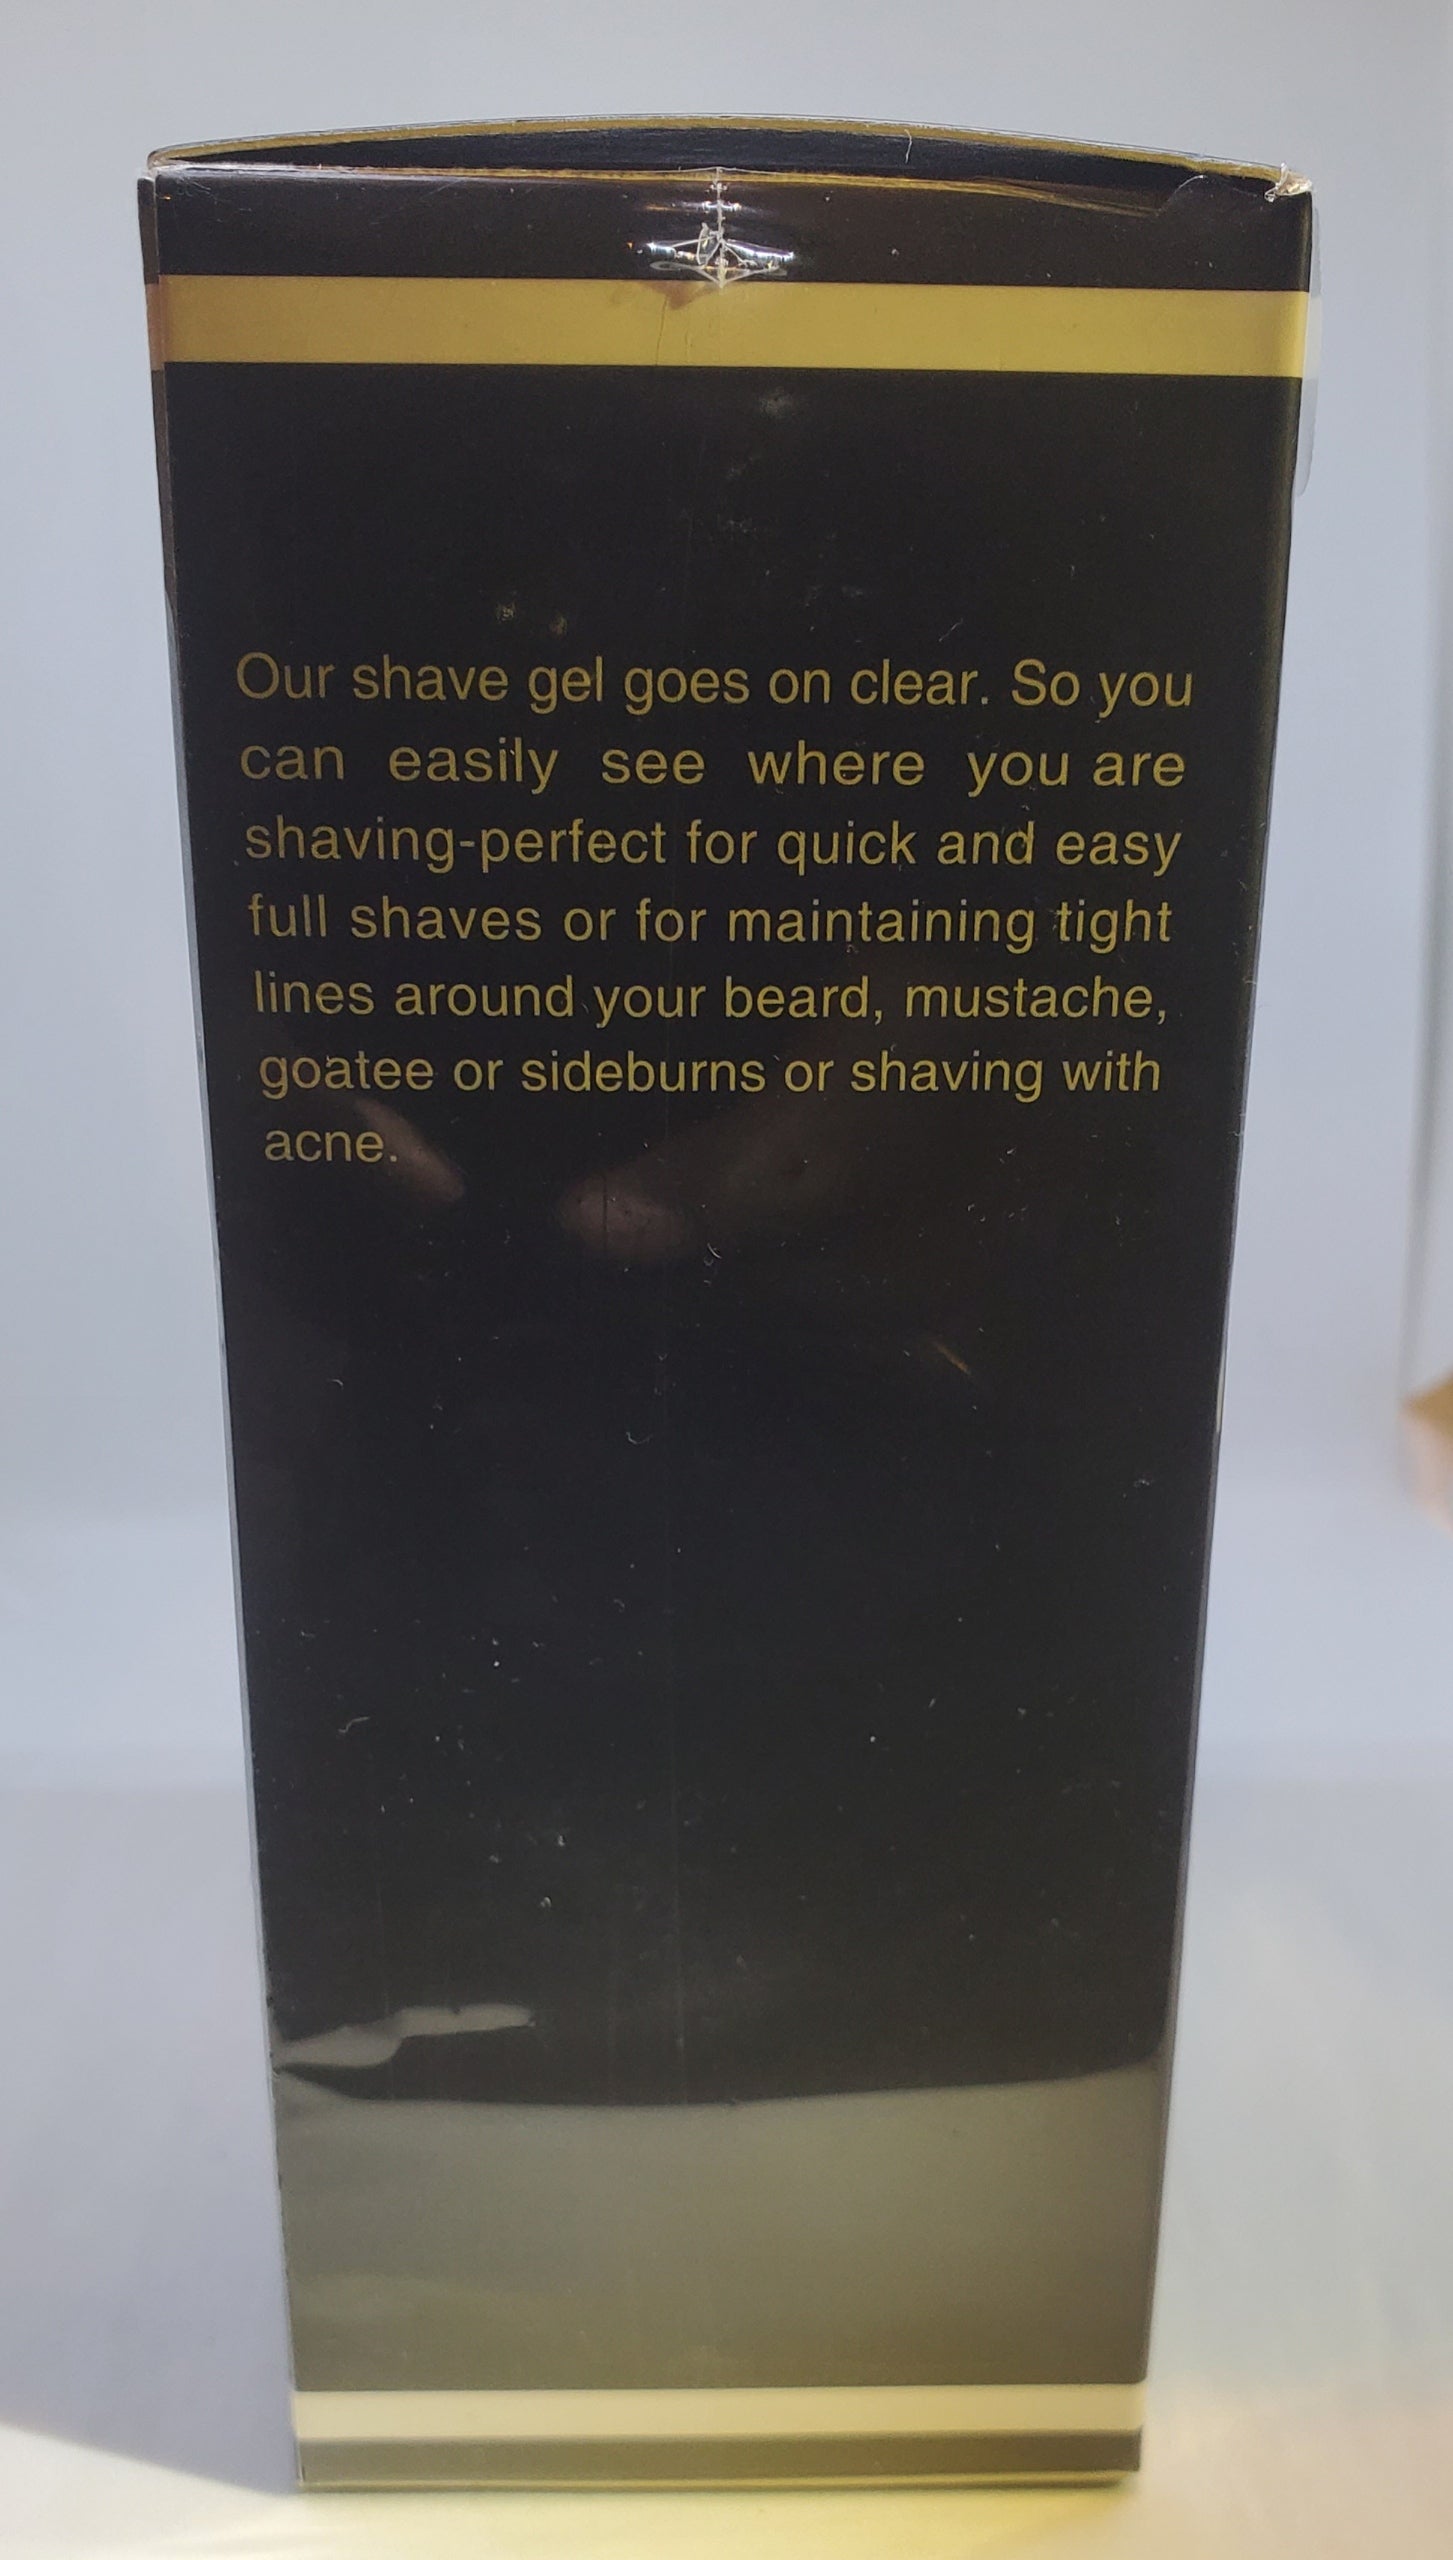 Our shave gel goes on clear. So you
can easily see where you are
shaving-perfect for quick and easy
full shaves or for maintaining tight
lines around your beard, mustache,
goatee or sideburns or shaving with
acne.